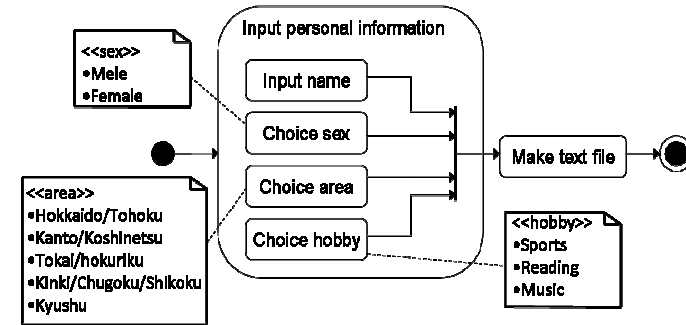 Input personal information
<<sex>>
•Mele
•Female
Input name
Choice sex
Choice area
Choice hobby
Make text file
<<area>>
•Hokkaido/Tohoku
•Kanto/Koshinetsu
•Tokai/hokuriku
•Kinki/Chugoku/Shikoku
•Kyushu
<<hobby>>
•Sports
•Reading
•Music